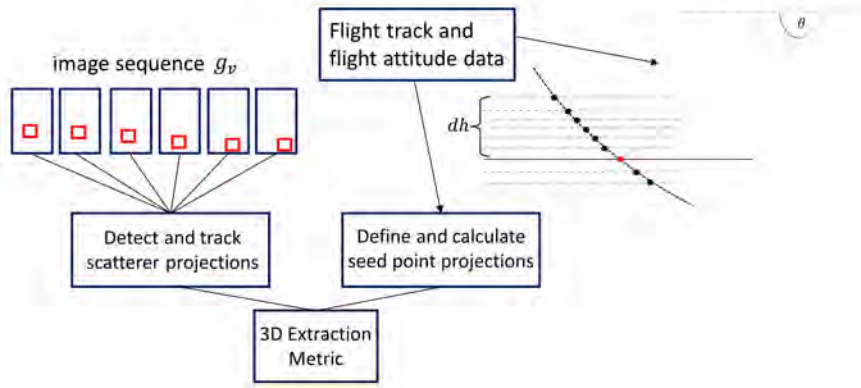 image sequence g_v
Flight track and
flight attitude data
θ
dh
Detect and track
scatterer projections
Define and calculate
seed point projections
3D Extraction
Metric